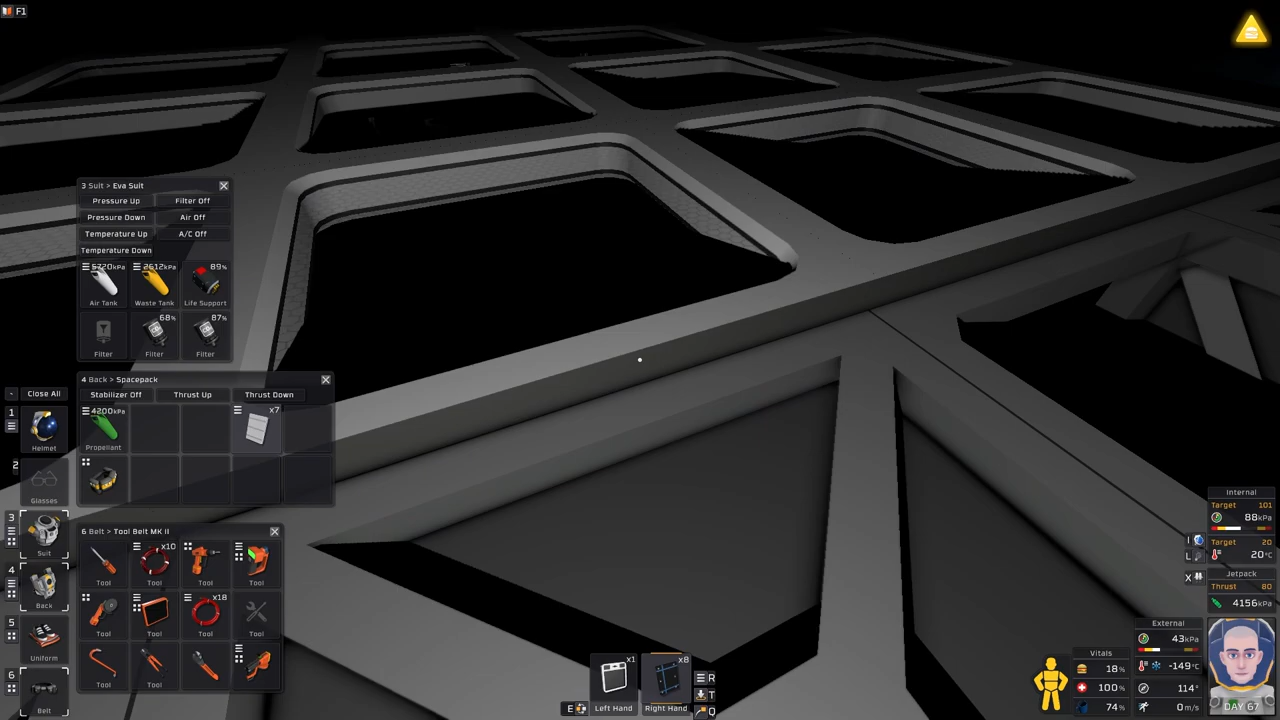 F1
3 Suit > Eva Suit
Pressure Up
Filter Off
Pressure Down
Air Off
Temperature Up
A/C Off
Temperature Down
5720kPa
2612kPa
89%
Air Tank
Waste Tank
Life Support
68%
87%
Filter
Filter
Filter
4 Back > Spacepack
Stabilizer Off
Thrust Up
Thrust Down
4200kPa
x7
Propellant
- Close All
1
Helmet
2
Glasses
3
Suit
4
Back
5
Uniform
6
Belt
6 Belt > Tool Belt MK II
x10
Tool
Tool
Tool
Tool
x18
Tool
Tool
Tool
Tool
Tool
Tool
Tool
Tool
x1
x8
R
T
E
Left Hand
Right Hand
Q
Internal
Target 101
88kPa
Target 20
20°C
I
L
X
Jetpack
Thrust 80
4156kPa
External
43kPa
-149°C
114°
0m/s
Vitals
18%
100%
74%
DAY 67